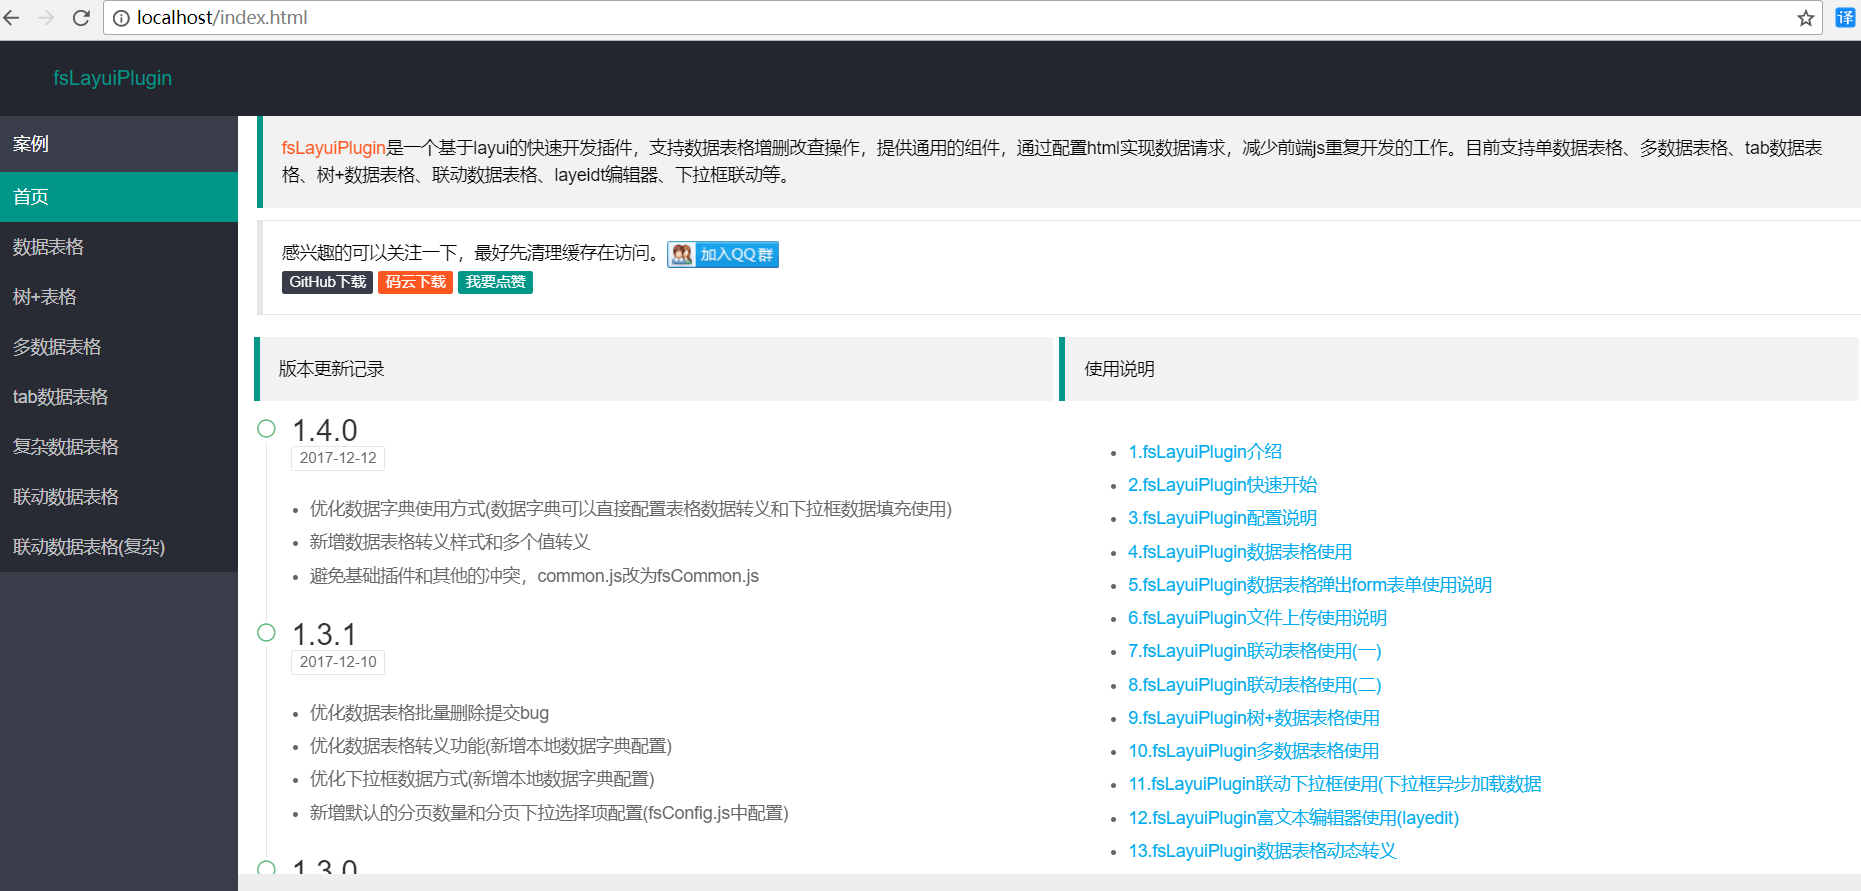 localhost/index.html
译
fsLayuiPlugin
案例
首页
数据表格
树+表格
多数据表格
tab数据表格
复杂数据表格
联动数据表格
联动数据表格(复杂)
fsLayuiPlugin是一个基于layui的快速开发插件，支持数据表格增删改查操作，提供通用的组件，通过配置html实现数据请求，减少前端js重复开发的工作。目前支持单数据表格、多数据表格、tab数据表
格、树+数据表格、联动数据表格、layeidt编辑器、下拉框联动等。
感兴趣的可以关注一下，最好先清理缓存在访问。 加入QQ群
GitHub下载 码云下载 我要点赞
版本更新记录
1.4.0
2017-12-12
优化数据字典使用方式(数据字典可以直接配置表格数据转义和下拉框数据填充使用)
新增数据表格转义样式和多个值转义
避免基础插件和其他的冲突，common.js改为fsCommon.js
1.3.1
2017-12-10
优化数据表格批量删除提交bug
优化数据表格转义功能(新增本地数据字典配置)
优化下拉框数据方式(新增本地数据字典配置)
新增默认的分页数量和分页下拉选择项配置(fsConfig.js中配置)
1.3.0
使用说明
1.fsLayuiPlugin介绍
2.fsLayuiPlugin快速开始
3.fsLayuiPlugin配置说明
4.fsLayuiPlugin数据表格使用
5.fsLayuiPlugin数据表格弹出form表单使用说明
6.fsLayuiPlugin文件上传使用说明
7.fsLayuiPlugin联动表格使用(一)
8.fsLayuiPlugin联动表格使用(二)
9.fsLayuiPlugin树+数据表格使用
10.fsLayuiPlugin多数据表格使用
11.fsLayuiPlugin联动下拉框使用(下拉框异步加载数据
12.fsLayuiPlugin富文本编辑器使用(layedit)
13.fsLayuiPlugin数据表格动态转义